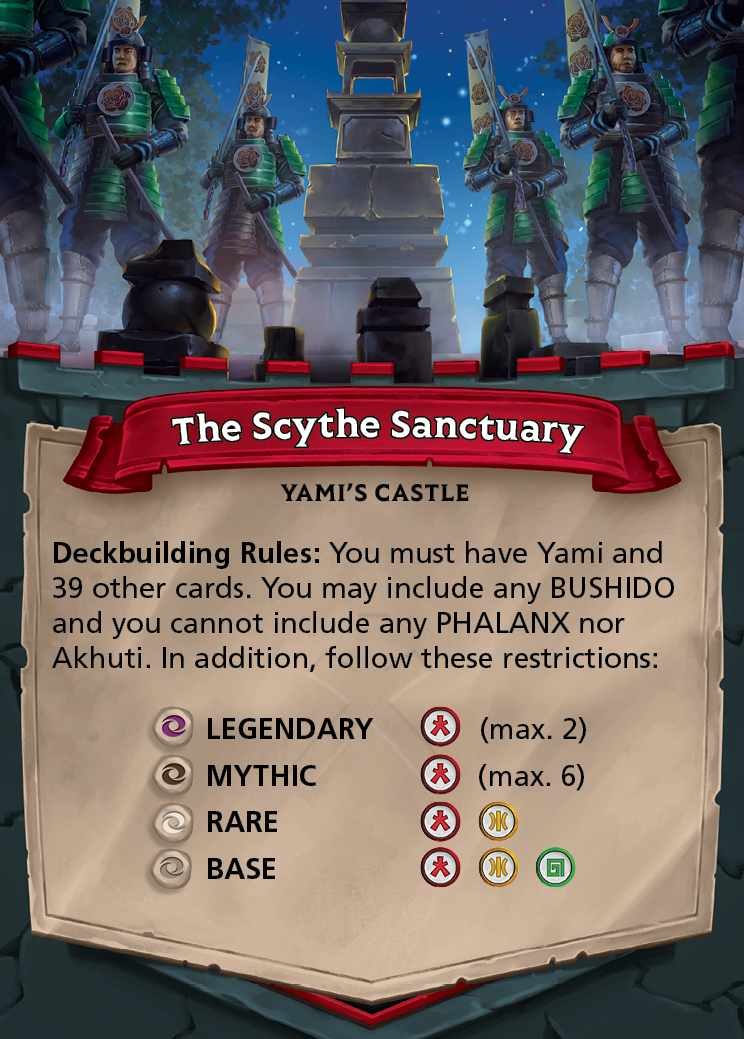 The Scythe Sanctuary
YAMI'S CASTLE
Deckbuilding Rules: You must have Yami and
39 other cards. You may include any BUSHIDO
and you cannot include any PHALANX nor
Akhuti. In addition, follow these restrictions:
LEGENDARY (max. 2)
MYTHIC (max. 6)
RARE
BASE